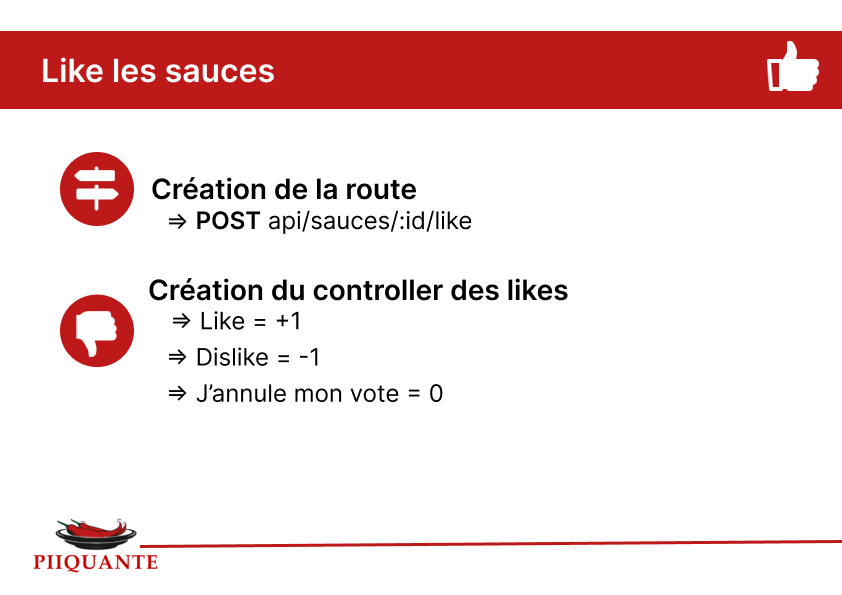 Like les sauces
Création de la route
⇒ POST api/sauces/:id/like
Création du controller des likes
⇒ Like = +1
⇒ Dislike = -1
⇒ J’annule mon vote = 0
PIIQUANTE